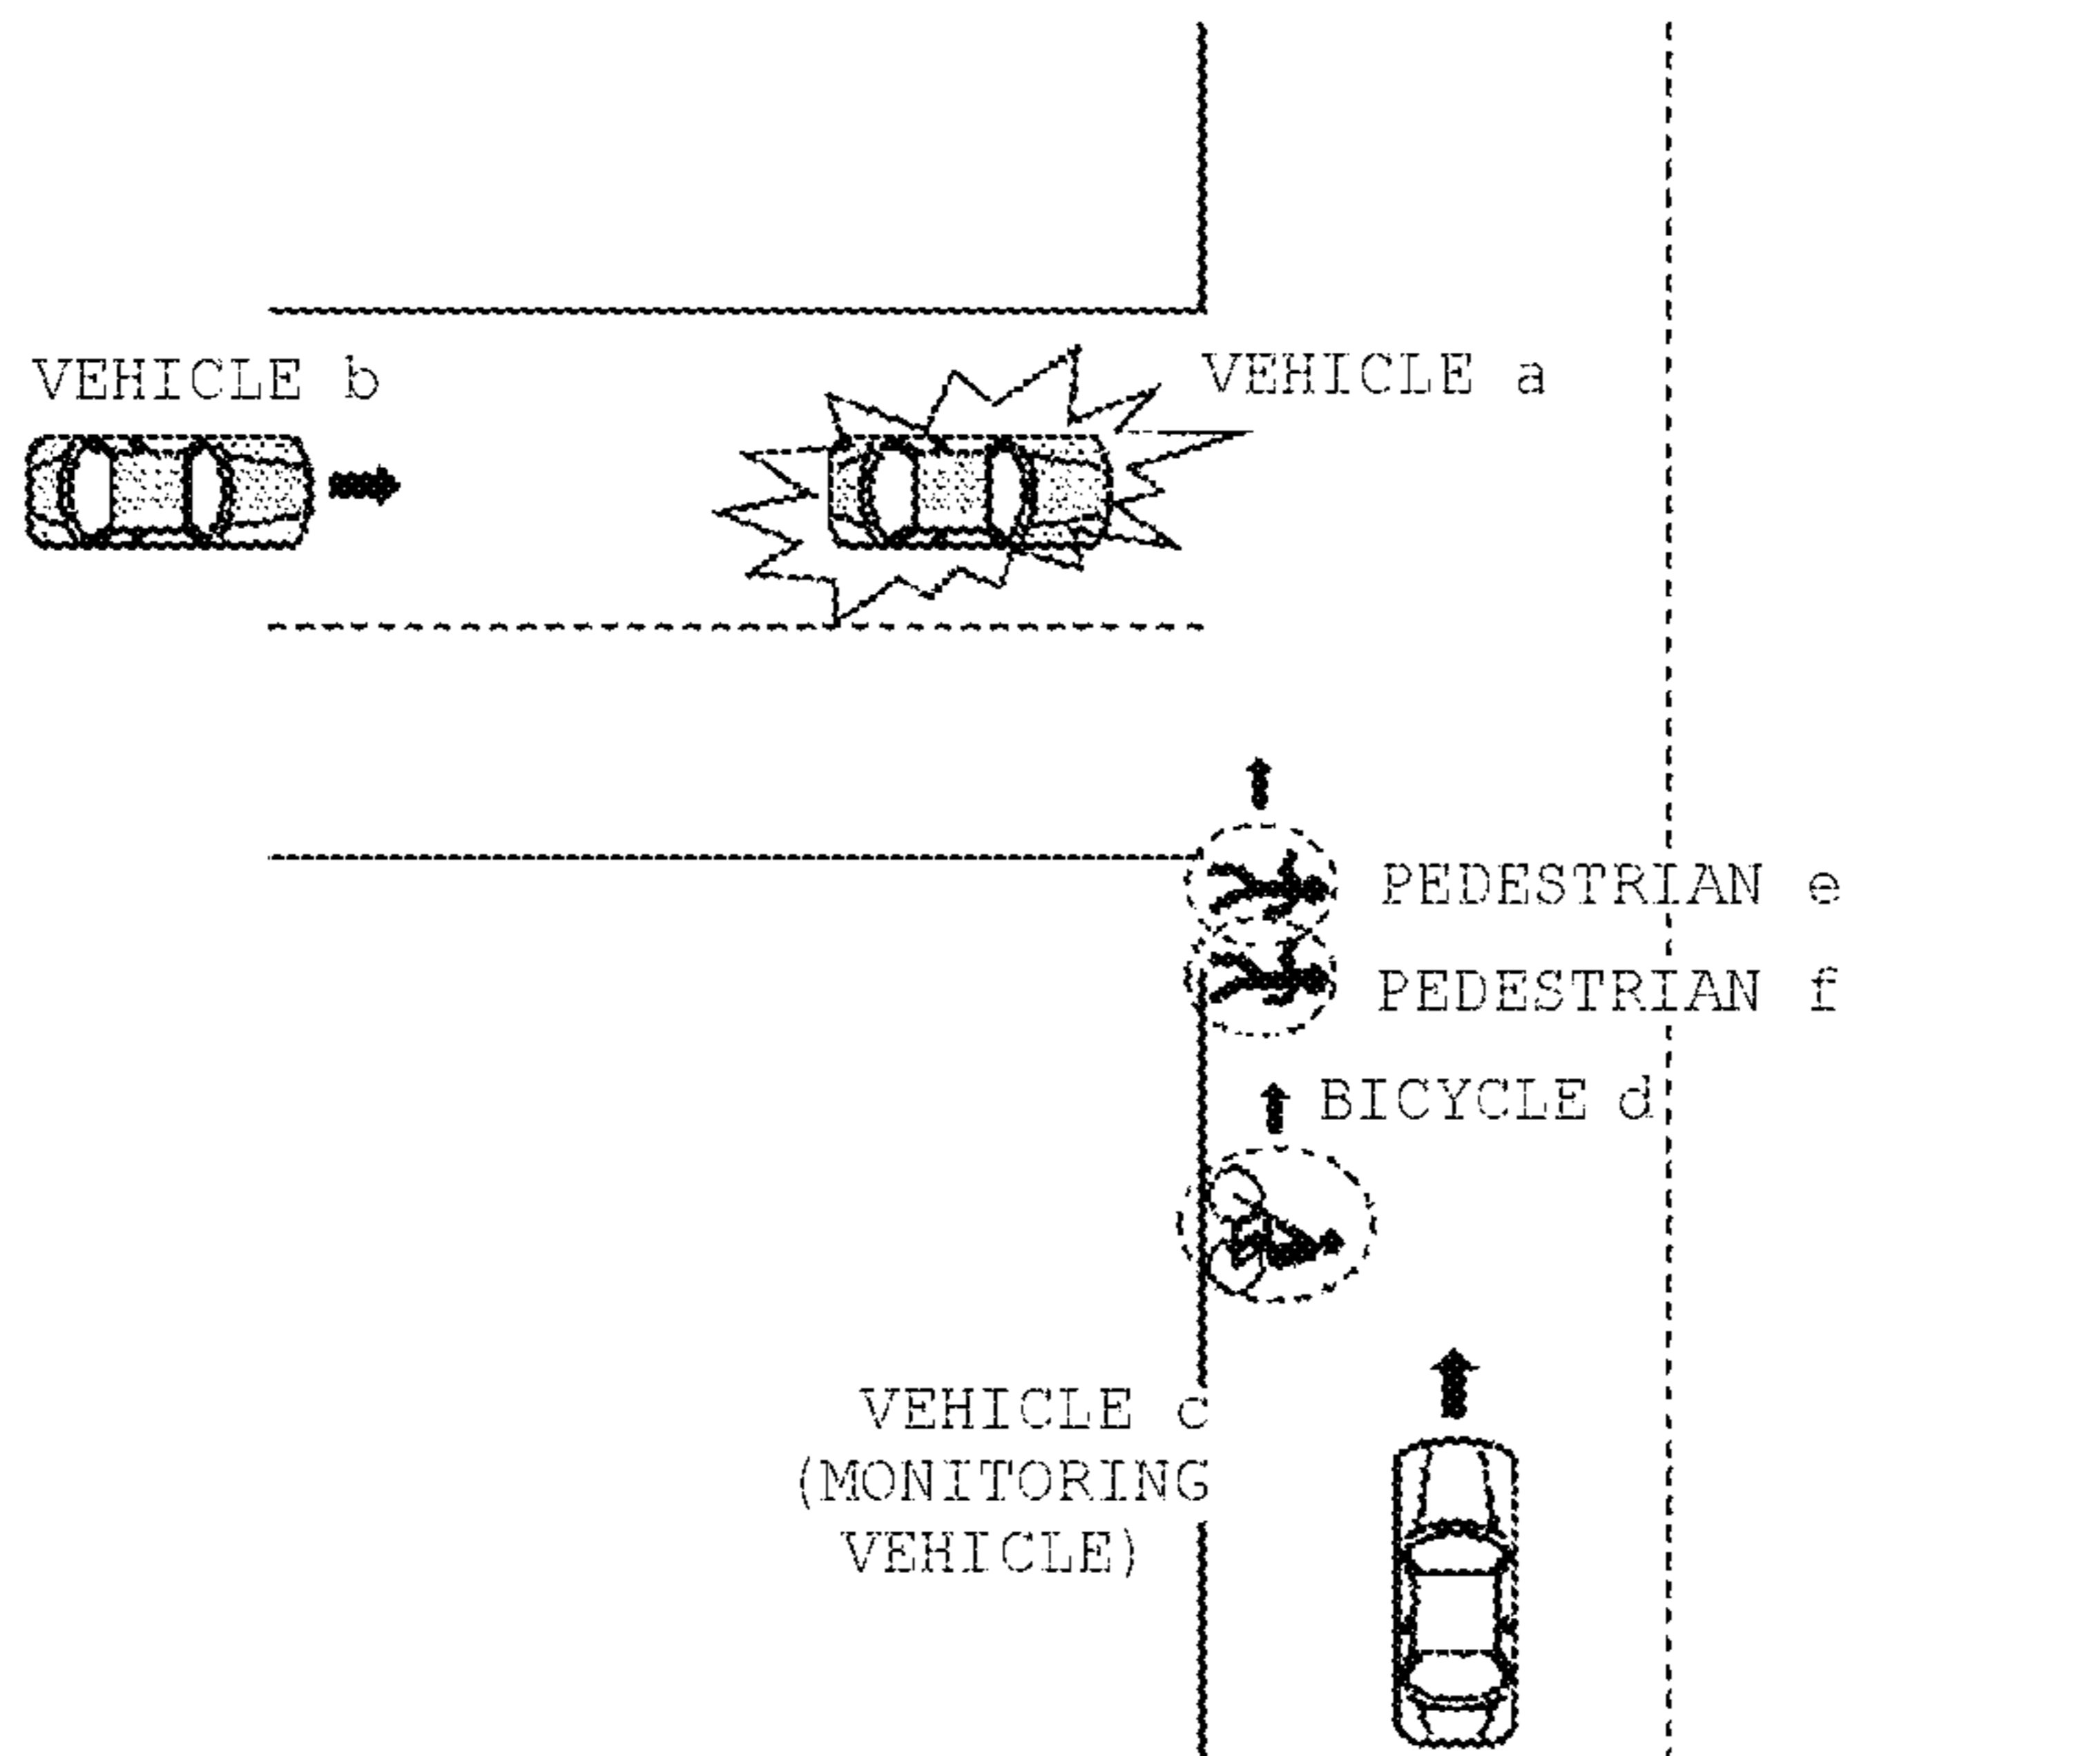 VEHICLE b
VEHICLE a
PEDESTRIAN e
PEDESTRIAN f
BICYCLE d
VEHICLE c
(MONITORING
VEHICLE)